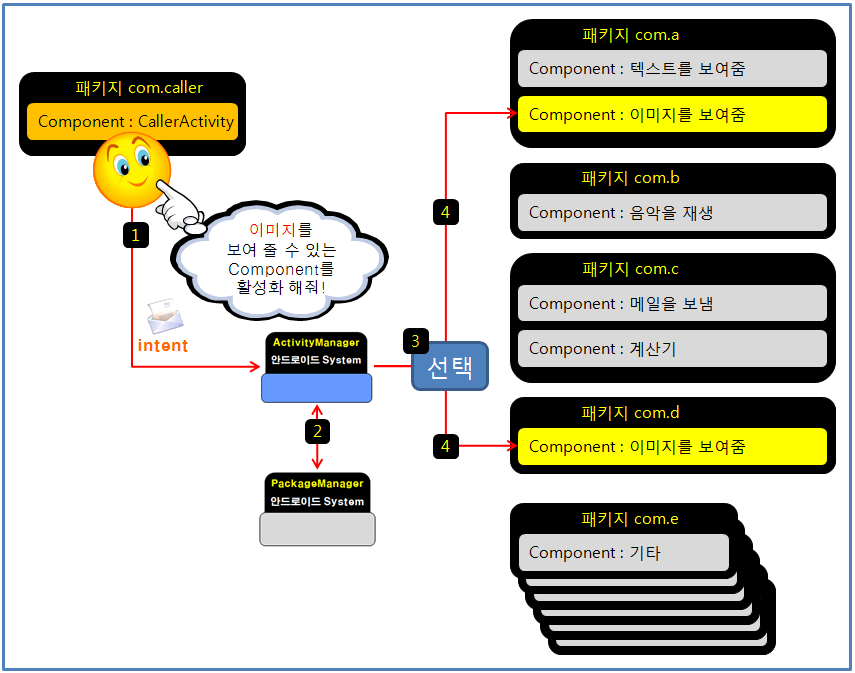 패키지 com.caller
Component : CallerActivity
1
이미지를
보여 줄 수 있는
Component를
활성화 해줘!
intent
ActivityManager
안드로이드 System
2
PackageManager
안드로이드 System
3
선택
4
4
패키지 com.a
Component : 텍스트를 보여줌
Component : 이미지를 보여줌
패키지 com.b
Component : 음악을 재생
패키지 com.c
Component : 메일을 보냄
Component : 계산기
패키지 com.d
Component : 이미지를 보여줌
패키지 com.e
Component : 기타